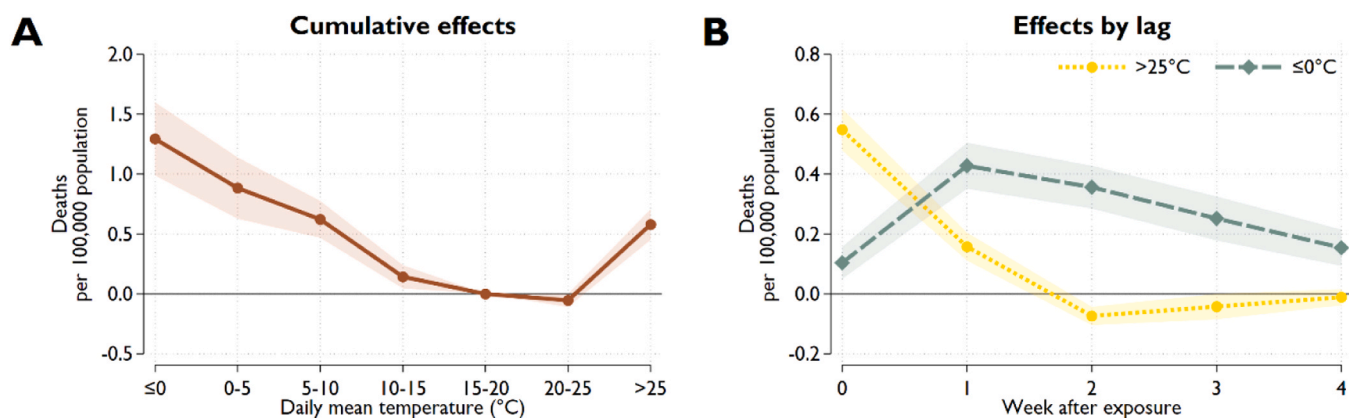 A
Cumulative effects
Deaths
per 100,000 population
2.0
1.5
1.0
0.5
0.0
-0.5
≤0 0-5 5-10 10-15 15-20 20-25 >25
Daily mean temperature (°C)
B
Effects by lag
>25°C ≤0°C
Deaths
per 100,000 population
0.8
0.6
0.4
0.2
0.0
-0.2
0 1 2 3 4
Week after exposure